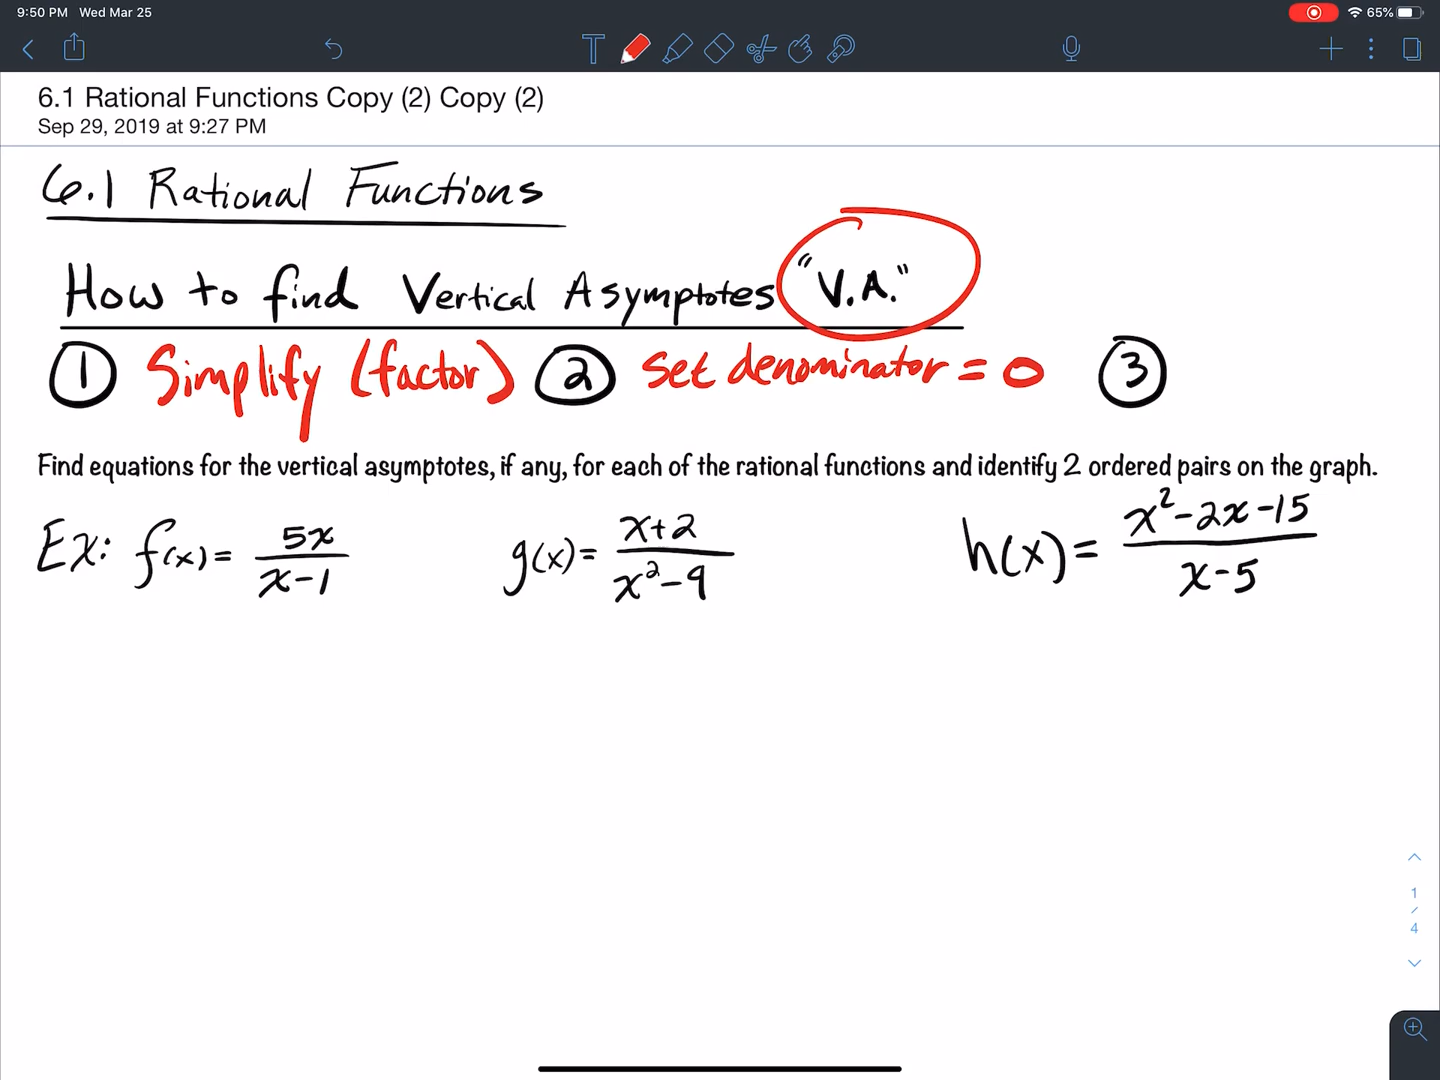 9:50 PM Wed Mar 25
65%
T
6.1 Rational Functions Copy (2) Copy (2)
Sep 29, 2019 at 9:27 PM
6.1 Rational Functions
How to find Vertical Asymptotes "V.A."
① Simplify (factor) ② Set denominator = 0 ③
Find equations for the vertical asymptotes, if any, for each of the rational functions and identify 2 ordered pairs on the graph.
Ex: f(x) = 5x / x-1 g(x) = x+2 / x²-9 h(x) = x²-2x-15 / x-5
1
/
4